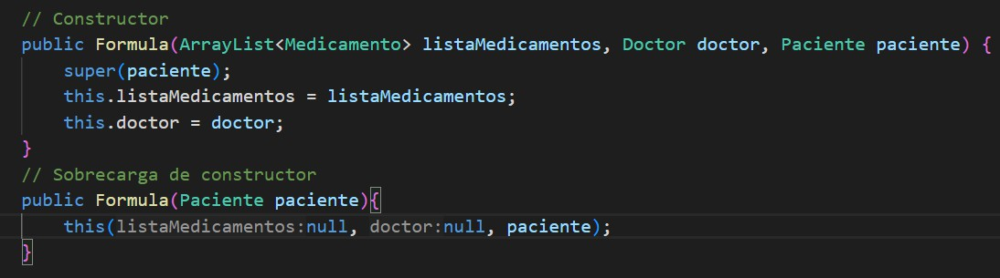 // Constructor
public Formula(ArrayList<Medicamento> listaMedicamentos, Doctor doctor, Paciente paciente) {
super(paciente);
this.listaMedicamentos = listaMedicamentos;
this.doctor = doctor;
}
// Sobrecarga de constructor
public Formula(Paciente paciente){
this(listaMedicamentos:null, doctor:null, paciente);
}